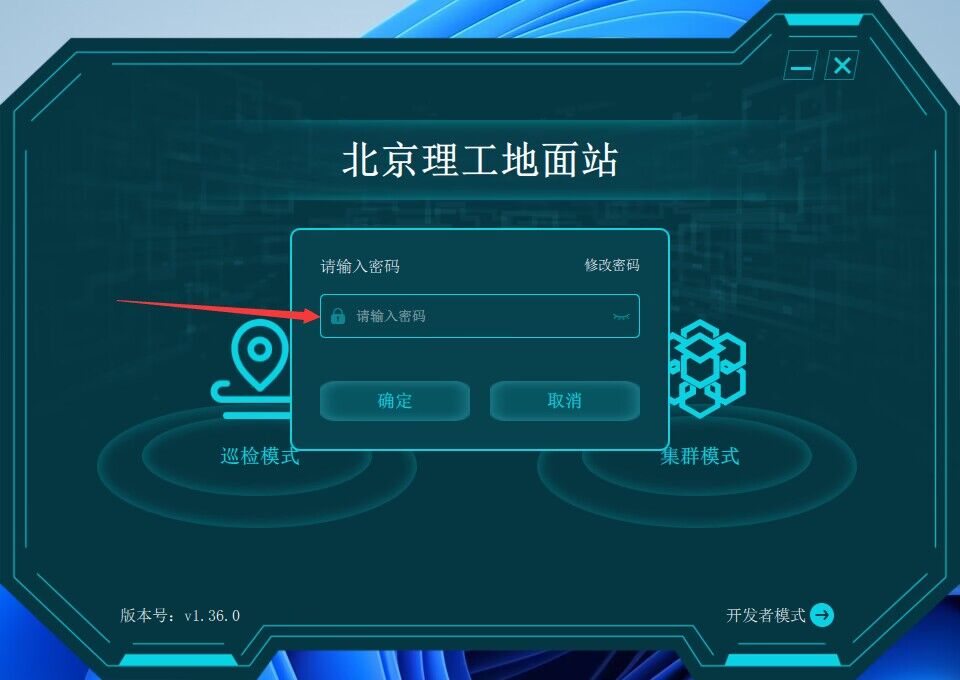 北京理工地面站
请输入密码
修改密码
请输入密码
确定
取消
巡检模式
集群模式
版本号：v1.36.0
开发者模式